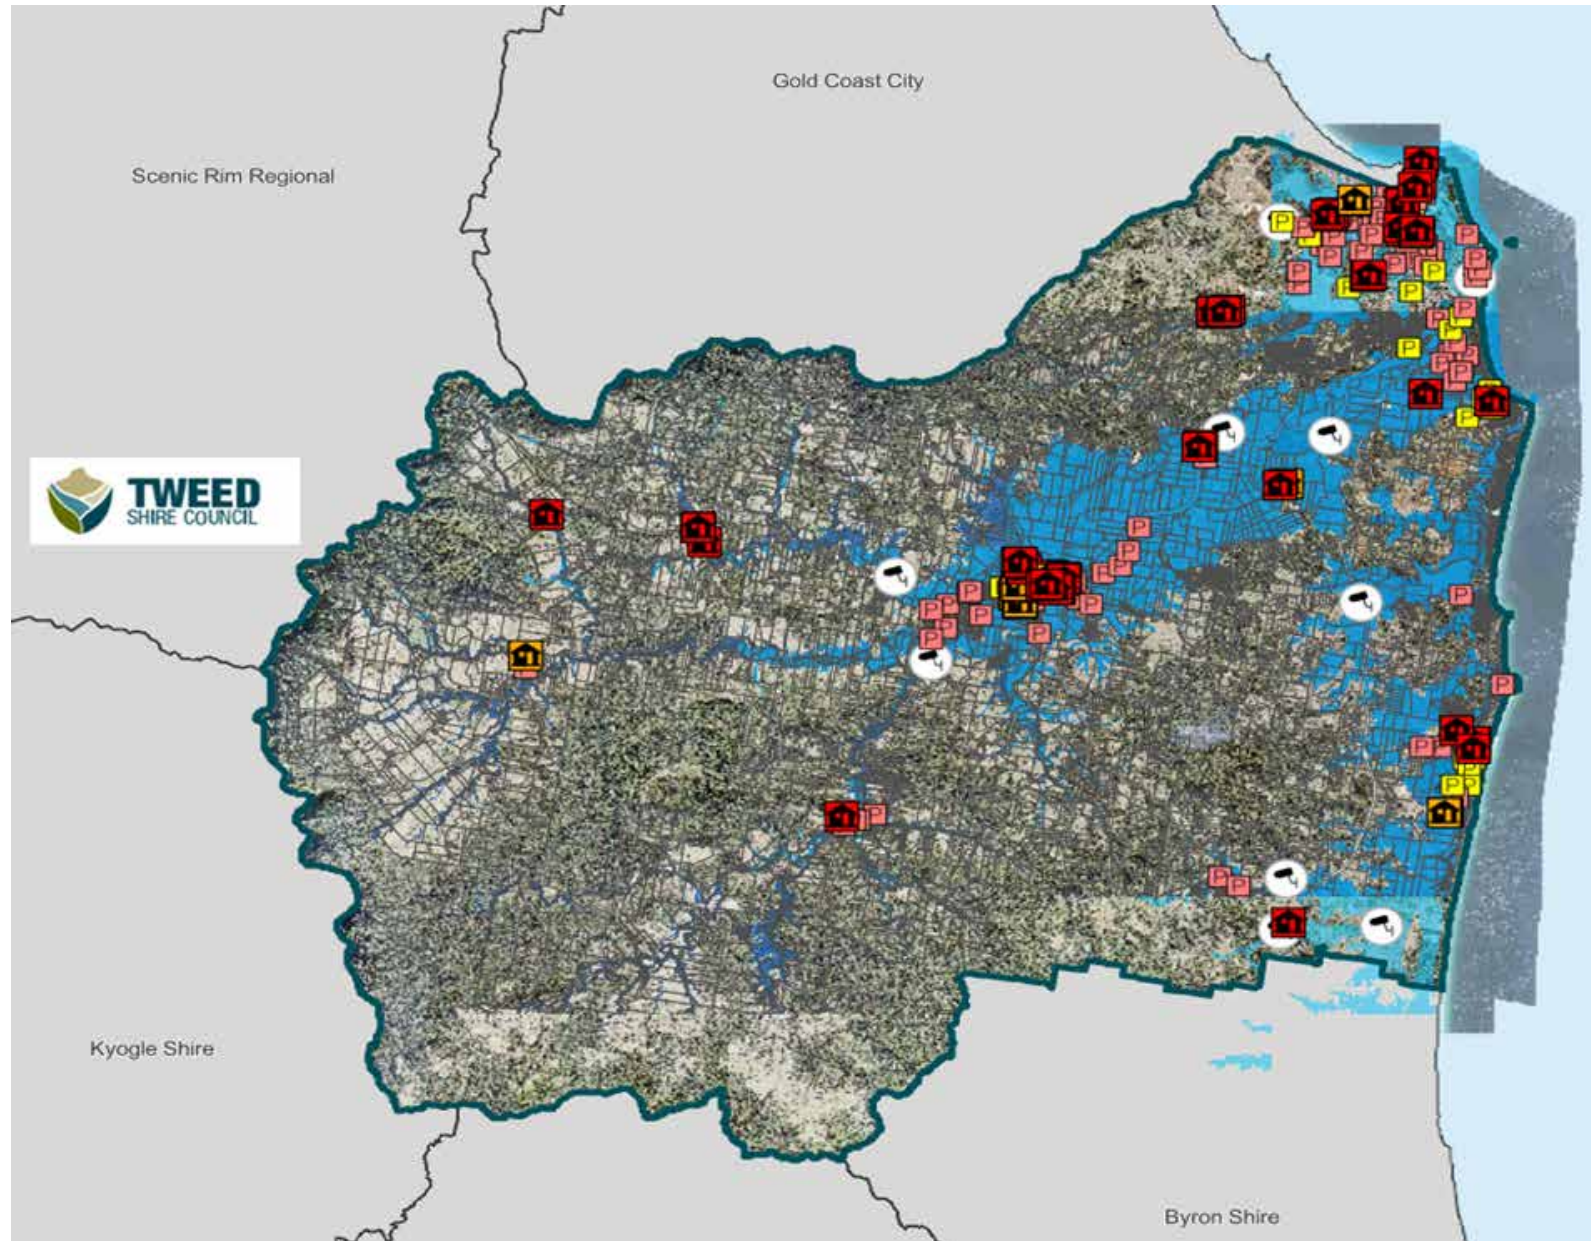 Gold Coast City
Scenic Rim Regional
TWEED
SHIRE COUNCIL
Kyogle Shire
Byron Shire